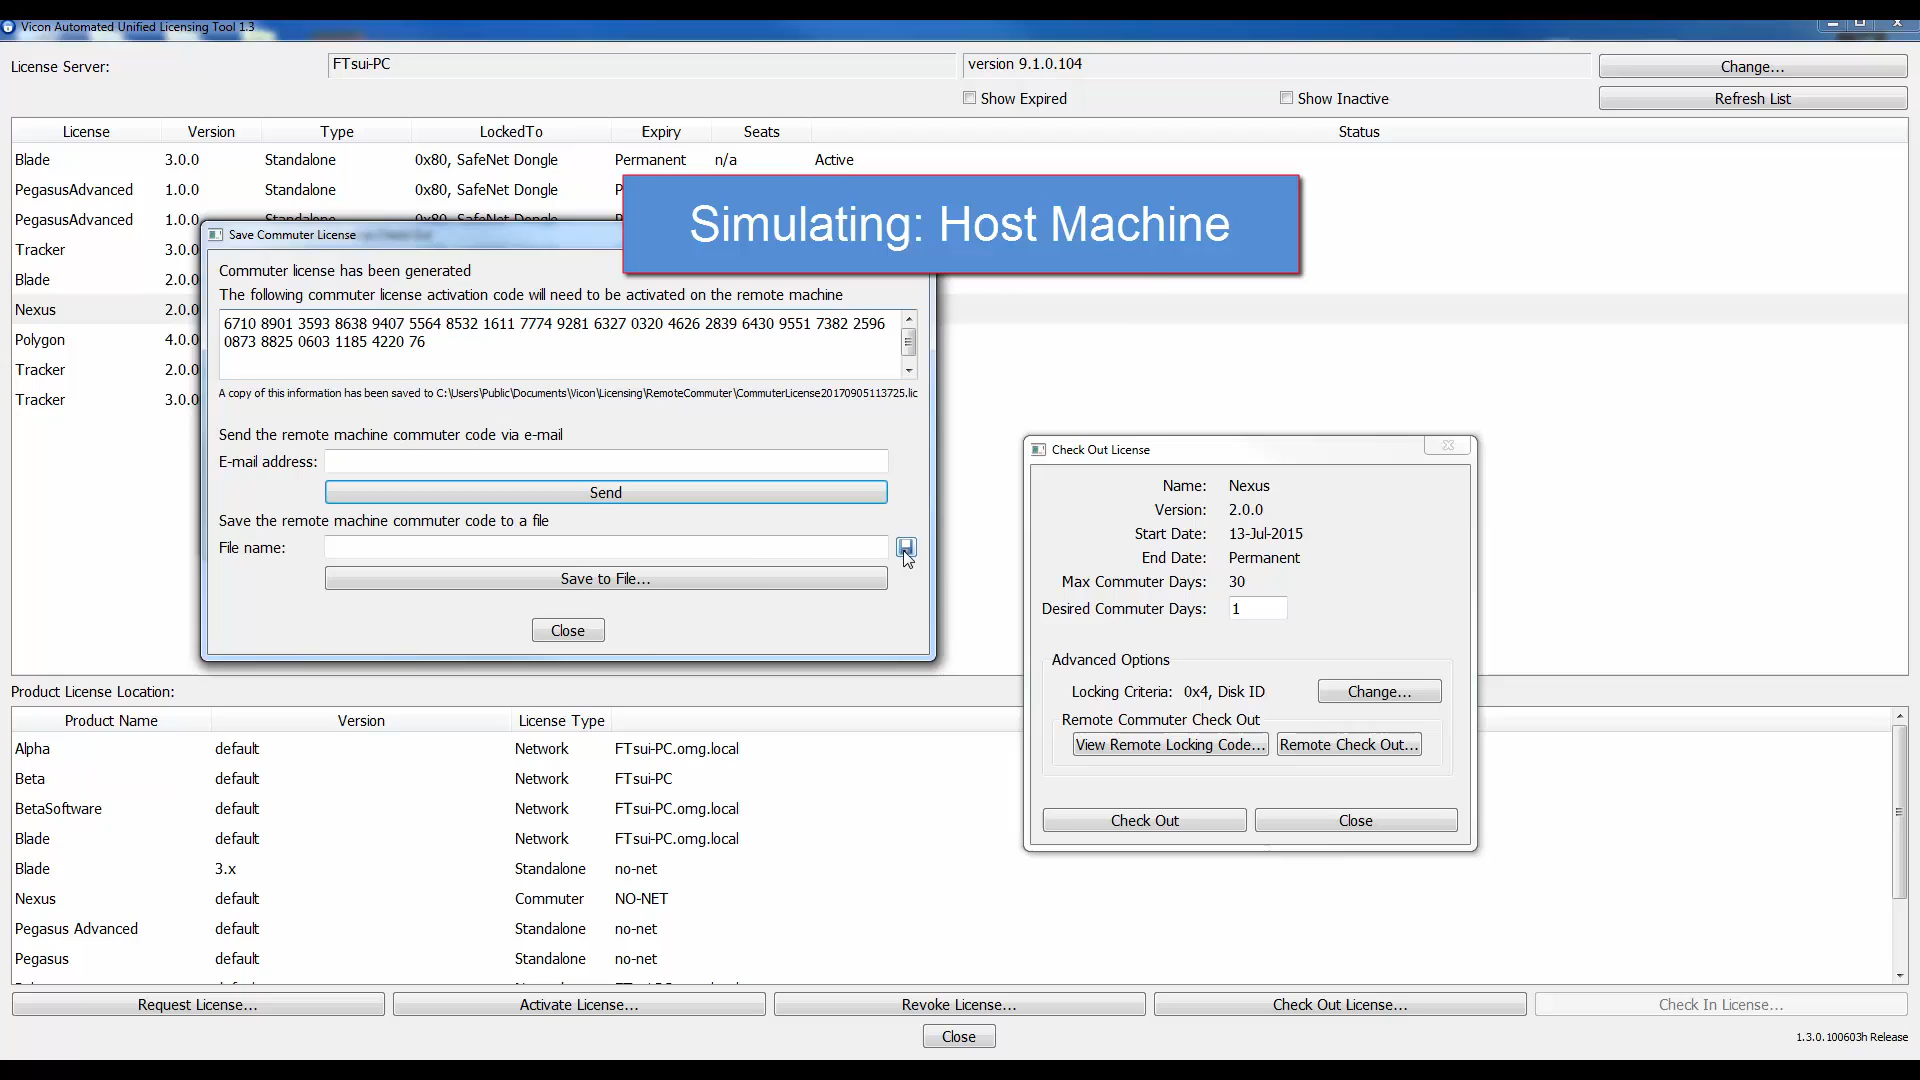 Vicon Automated Unified Licensing Tool 1.3
License Server:
FTsui-PC
version 9.1.0.104
Change...
Show Expired
Show Inactive
Refresh List
License Version Type LockedTo Expiry Seats Status
Blade 3.0.0 Standalone 0x80, SafeNet Dongle Permanent n/a Active
PegasusAdvanced 1.0.0 Standalone 0x80, SafeNet Dongle
PegasusAdvanced 1.0.0 Standalone 0x80, SafeNet Dongle
Tracker 3.0.0
Blade 2.0.0
Nexus 2.0.0
Polygon 4.0.0
Tracker 2.0.0
Tracker 3.0.0
Simulating: Host Machine
Save Commuter License
Commuter license has been generated
The following commuter license activation code will need to be activated on the remote machine
6710 8901 3593 8638 9407 5564 8532 1611 7774 9281 6327 0320 4626 2839 6430 9551 7382 2596
0873 8825 0603 1185 4220 76
A copy of this information has been saved to C:\Users\Public\Documents\Vicon\Licensing\RemoteCommuter\CommuterLicense20170905113725.lic
Send the remote machine commuter code via e-mail
E-mail address:
Send
Save the remote machine commuter code to a file
File name:
Save to File...
Close
Check Out License
Name: Nexus
Version: 2.0.0
Start Date: 13-Jul-2015
End Date: Permanent
Max Commuter Days: 30
Desired Commuter Days: 1
Advanced Options
Locking Criteria: 0x4, Disk ID Change...
Remote Commuter Check Out
View Remote Locking Code... Remote Check Out...
Check Out Close
Product License Location:
Product Name Version License Type
Alpha default Network FTsui-PC.omg.local
Beta default Network FTsui-PC
BetaSoftware default Network FTsui-PC.omg.local
Blade default Network FTsui-PC.omg.local
Blade 3.x Standalone no-net
Nexus default Commuter NO-NET
Pegasus Advanced default Standalone no-net
Pegasus default Standalone no-net
Request License... Activate License... Revoke License... Check Out License... Check In License...
Close
1.3.0.100603h Release